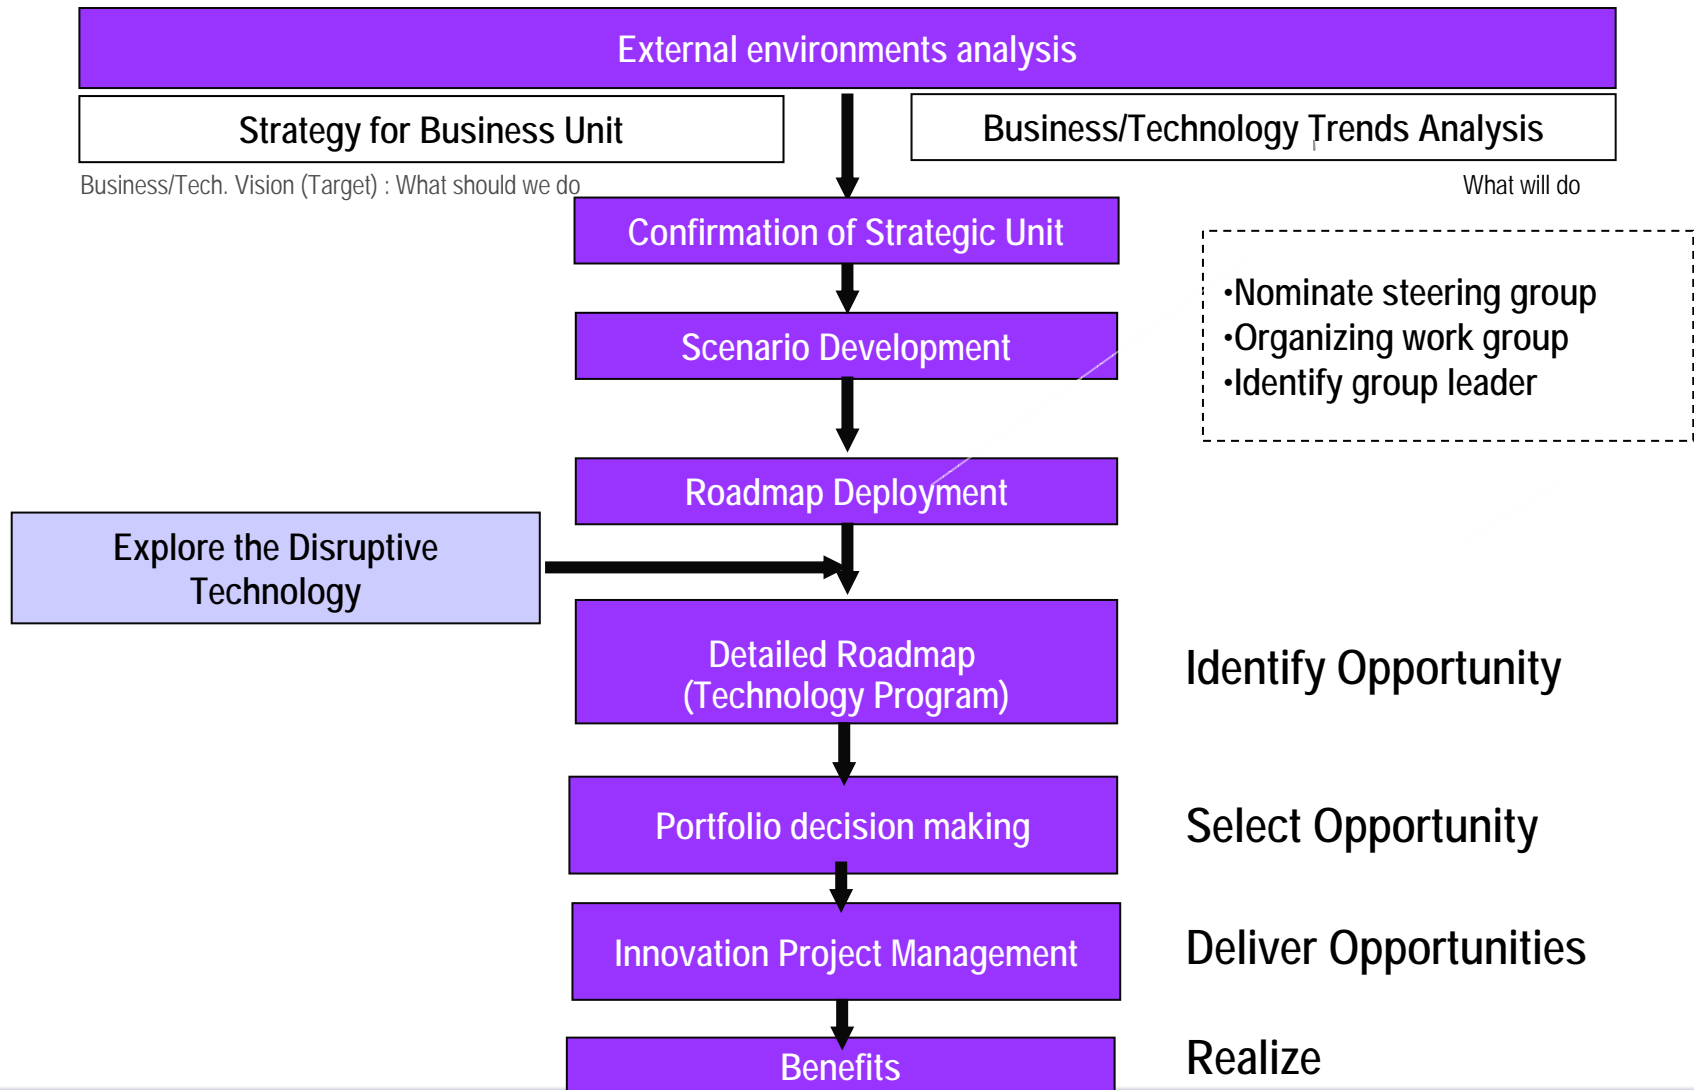 External environments analysis
Strategy for Business Unit
Business/Technology Trends Analysis
Business/Tech. Vision (Target) : What should we do
What will do
Confirmation of Strategic Unit
•Nominate steering group
•Organizing work group
•Identify group leader
Scenario Development
Roadmap Deployment
Explore the Disruptive
Technology
Detailed Roadmap
(Technology Program)
Identify Opportunity
Portfolio decision making
Select Opportunity
Innovation Project Management
Deliver Opportunities
Benefits
Realize